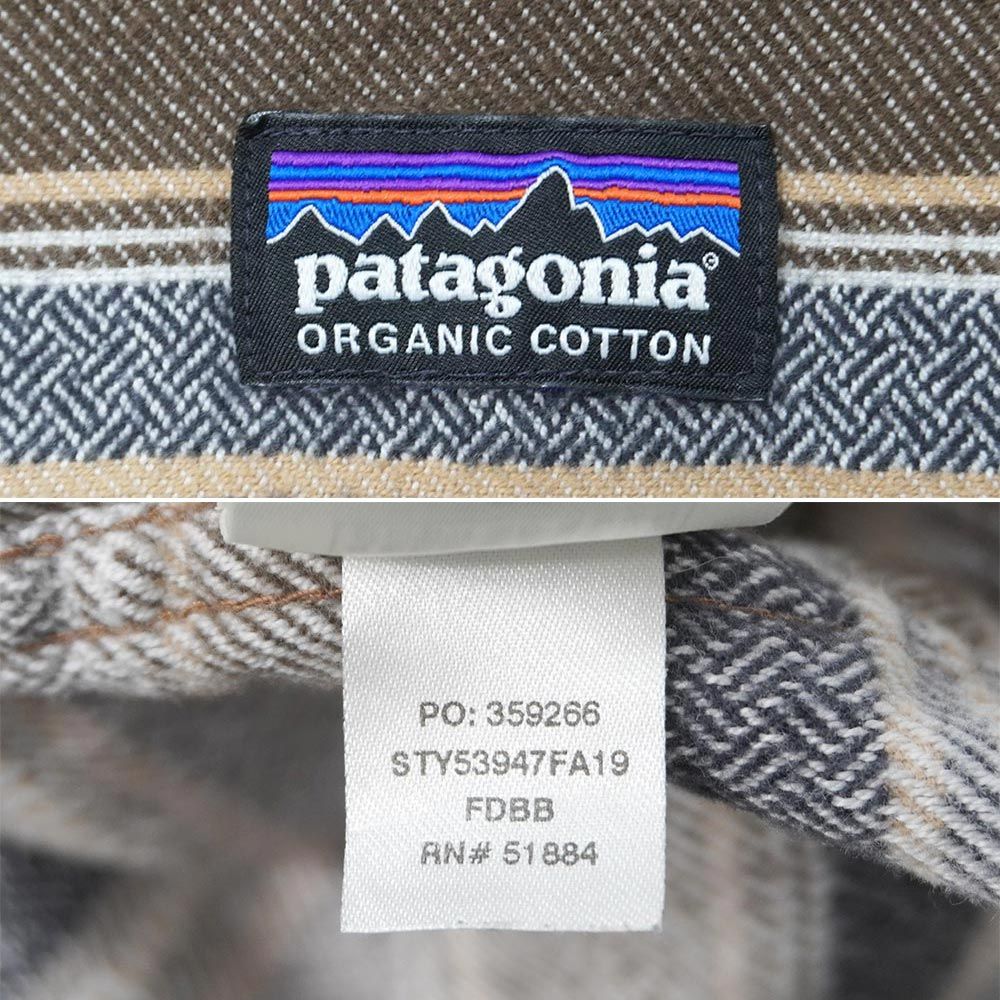 patagonia®
ORGANIC COTTON
PO: 359266
STY53947FA19
FDBB
RN# 51884